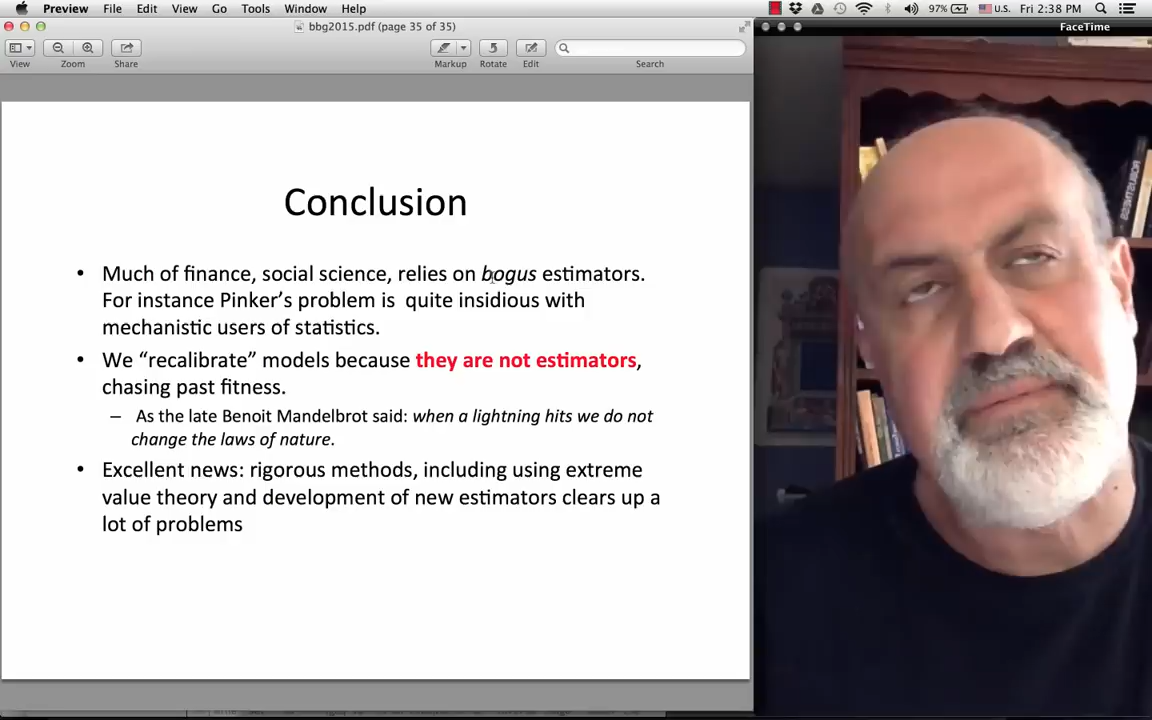 Preview File Edit View Go Tools Window Help
97% U.S. Fri 2:38 PM
bbg2015.pdf (page 35 of 35)
FaceTime
View Zoom Share Markup Rotate Edit Search
Search
Conclusion
• Much of finance, social science, relies on bogus estimators.
For instance Pinker’s problem is quite insidious with
mechanistic users of statistics.
• We “recalibrate” models because they are not estimators,
chasing past fitness.
– As the late Benoit Mandelbrot said: when a lightning hits we do not
change the laws of nature.
• Excellent news: rigorous methods, including using extreme
value theory and development of new estimators clears up a
lot of problems
ROBUSTNESS